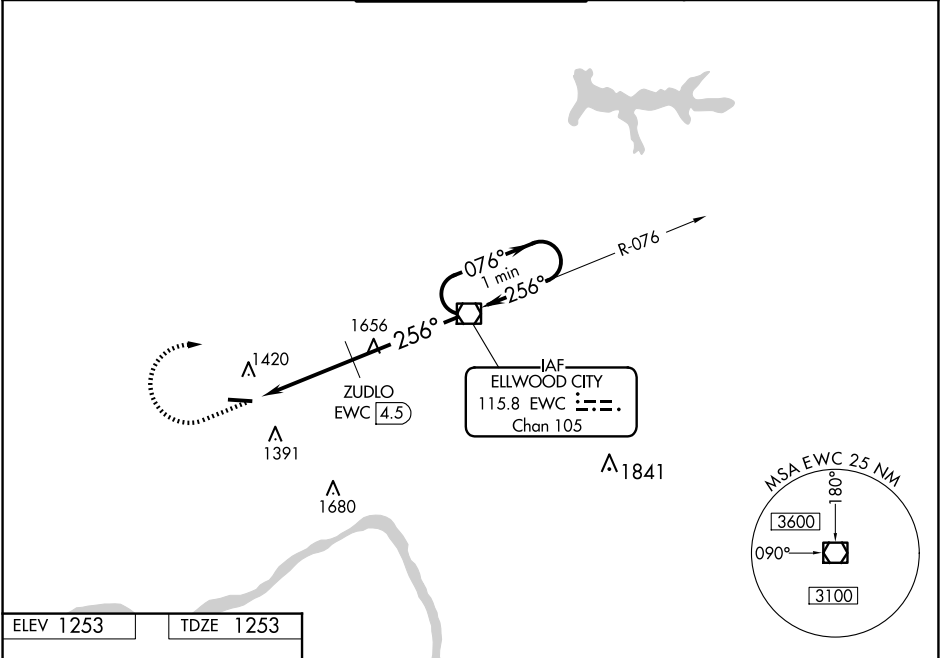 R-076
076°
1 min
256°
1656
256°
1420
ZUDLO
EWC 4.5
IAF
ELLWOOD CITY
115.8 EWC
Chan 105
1391
1841
1680
MSA EWC 25 NM
180°
3600
090°
3100
ELEV 1253
TDZE 1253